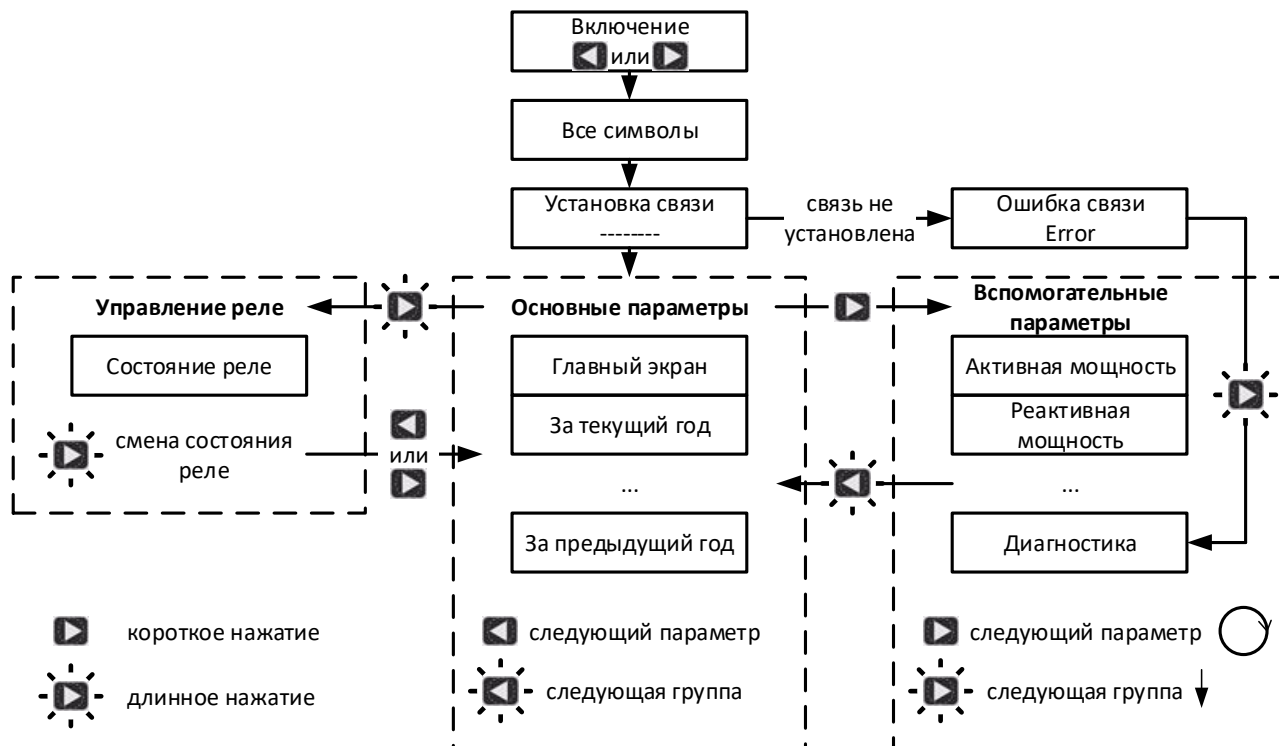 Включение
или
Все символы
Установка связи
--------
связь не
установлена
Ошибка связи
Error
Управление реле
Состояние реле
смена состояния
реле
или
Основные параметры
Главный экран
За текущий год
...
За предыдущий год
Вспомогательные
параметры
Активная мощность
Реактивная
мощность
...
Диагностика
короткое нажатие
длинное нажатие
следующий параметр
следующая группа
следующий параметр
следующая группа